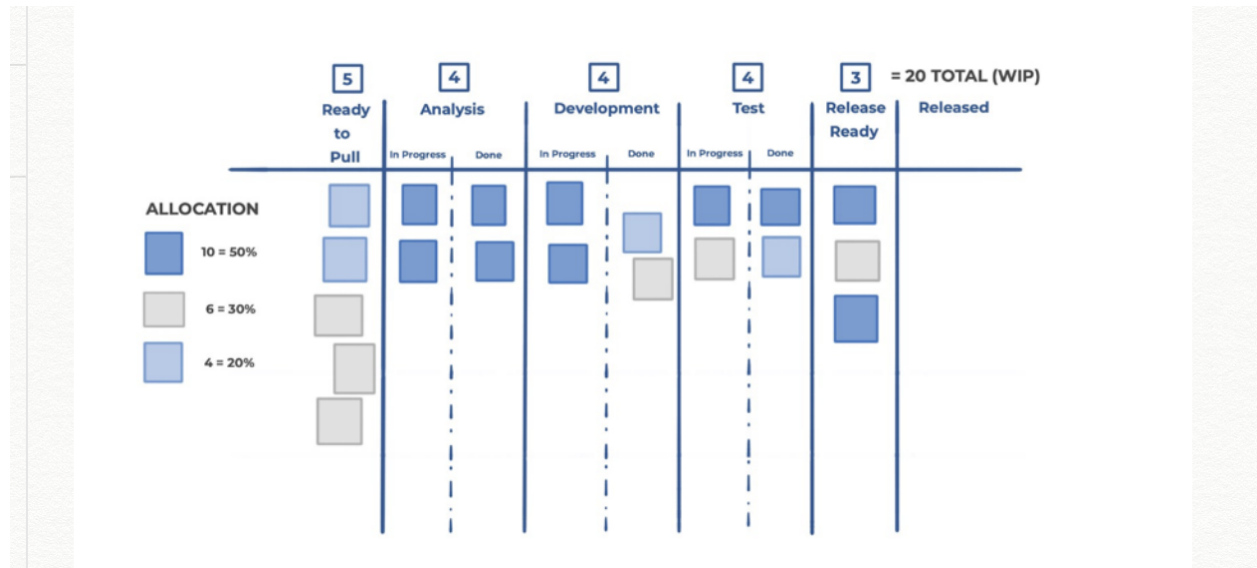 5 4 4 4 3 = 20 TOTAL (WIP)
Ready Analysis Development Test Release Released
to Ready
Pull In Progress Done In Progress Done In Progress Done
ALLOCATION
10 = 50%
6 = 30%
4 = 20%